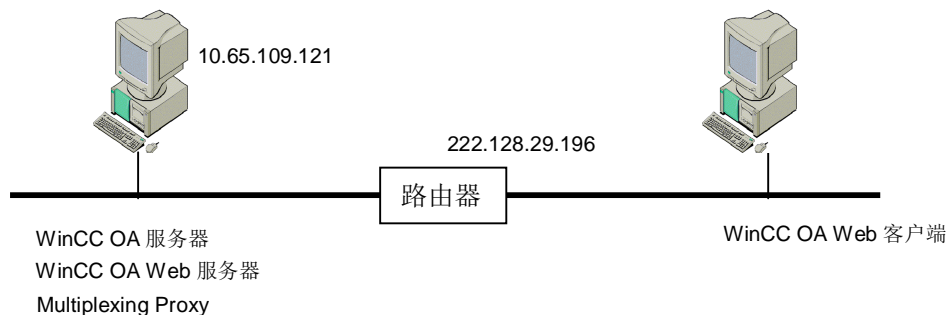 10.65.109.121
222.128.29.196
路由器
WinCC OA 服务器
WinCC OA Web 服务器
Multiplexing Proxy
WinCC OA Web 客户端